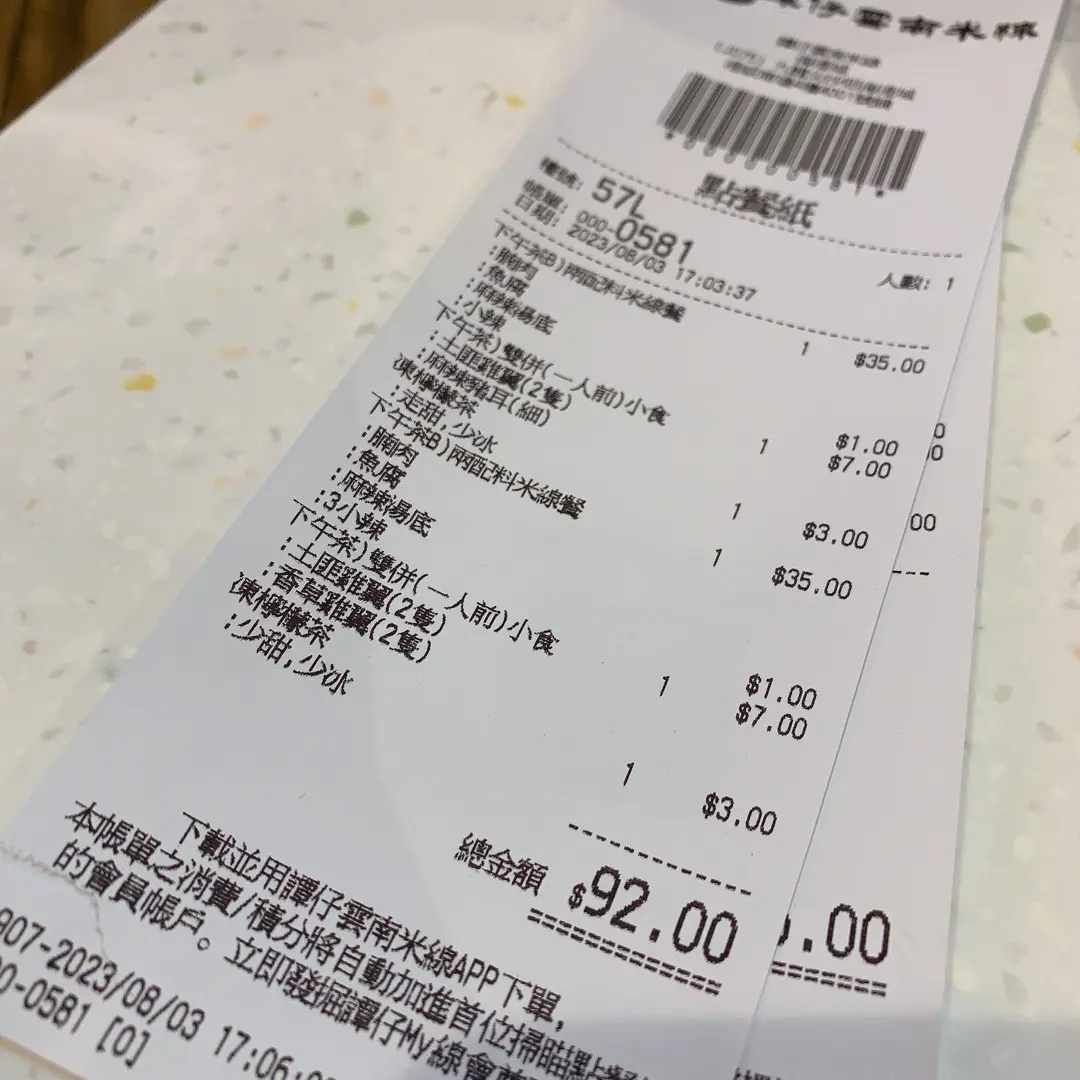 雲南米線
點餐紙
檯號: 57L
人數: 1
帳單: 000-0581
日期: 2023/08/03 17:03:37
下午茶B)兩配料米線餐 1 $35.00
:腩肉
:魚腐
:麻辣湯底
:小辣 $1.00
下午茶)雙併(一人前)小食 1 $7.00
:土匪雞翼(2隻)
:麻辣豬耳(細)
凍檸檬茶 1 $3.00
:走甜,少冰
下午茶B)兩配料米線餐 1 $35.00
:腩肉
:魚腐
:麻辣湯底
:3小辣 $1.00
下午茶)雙併(一人前)小食 1 $7.00
:土匪雞翼(2隻)
:香草雞翼(2隻)
凍檸檬茶 1 $3.00
:少甜,少冰
總金額 $92.00
下載並用譚仔雲南米線APP下單,
本帳單之消費/積分將自動加進首位掃瞄點餐
的會員帳戶。立即發掘譚仔My線會
907-2023/08/03 17:06:
0-0581 [0]
0
0
00
.00